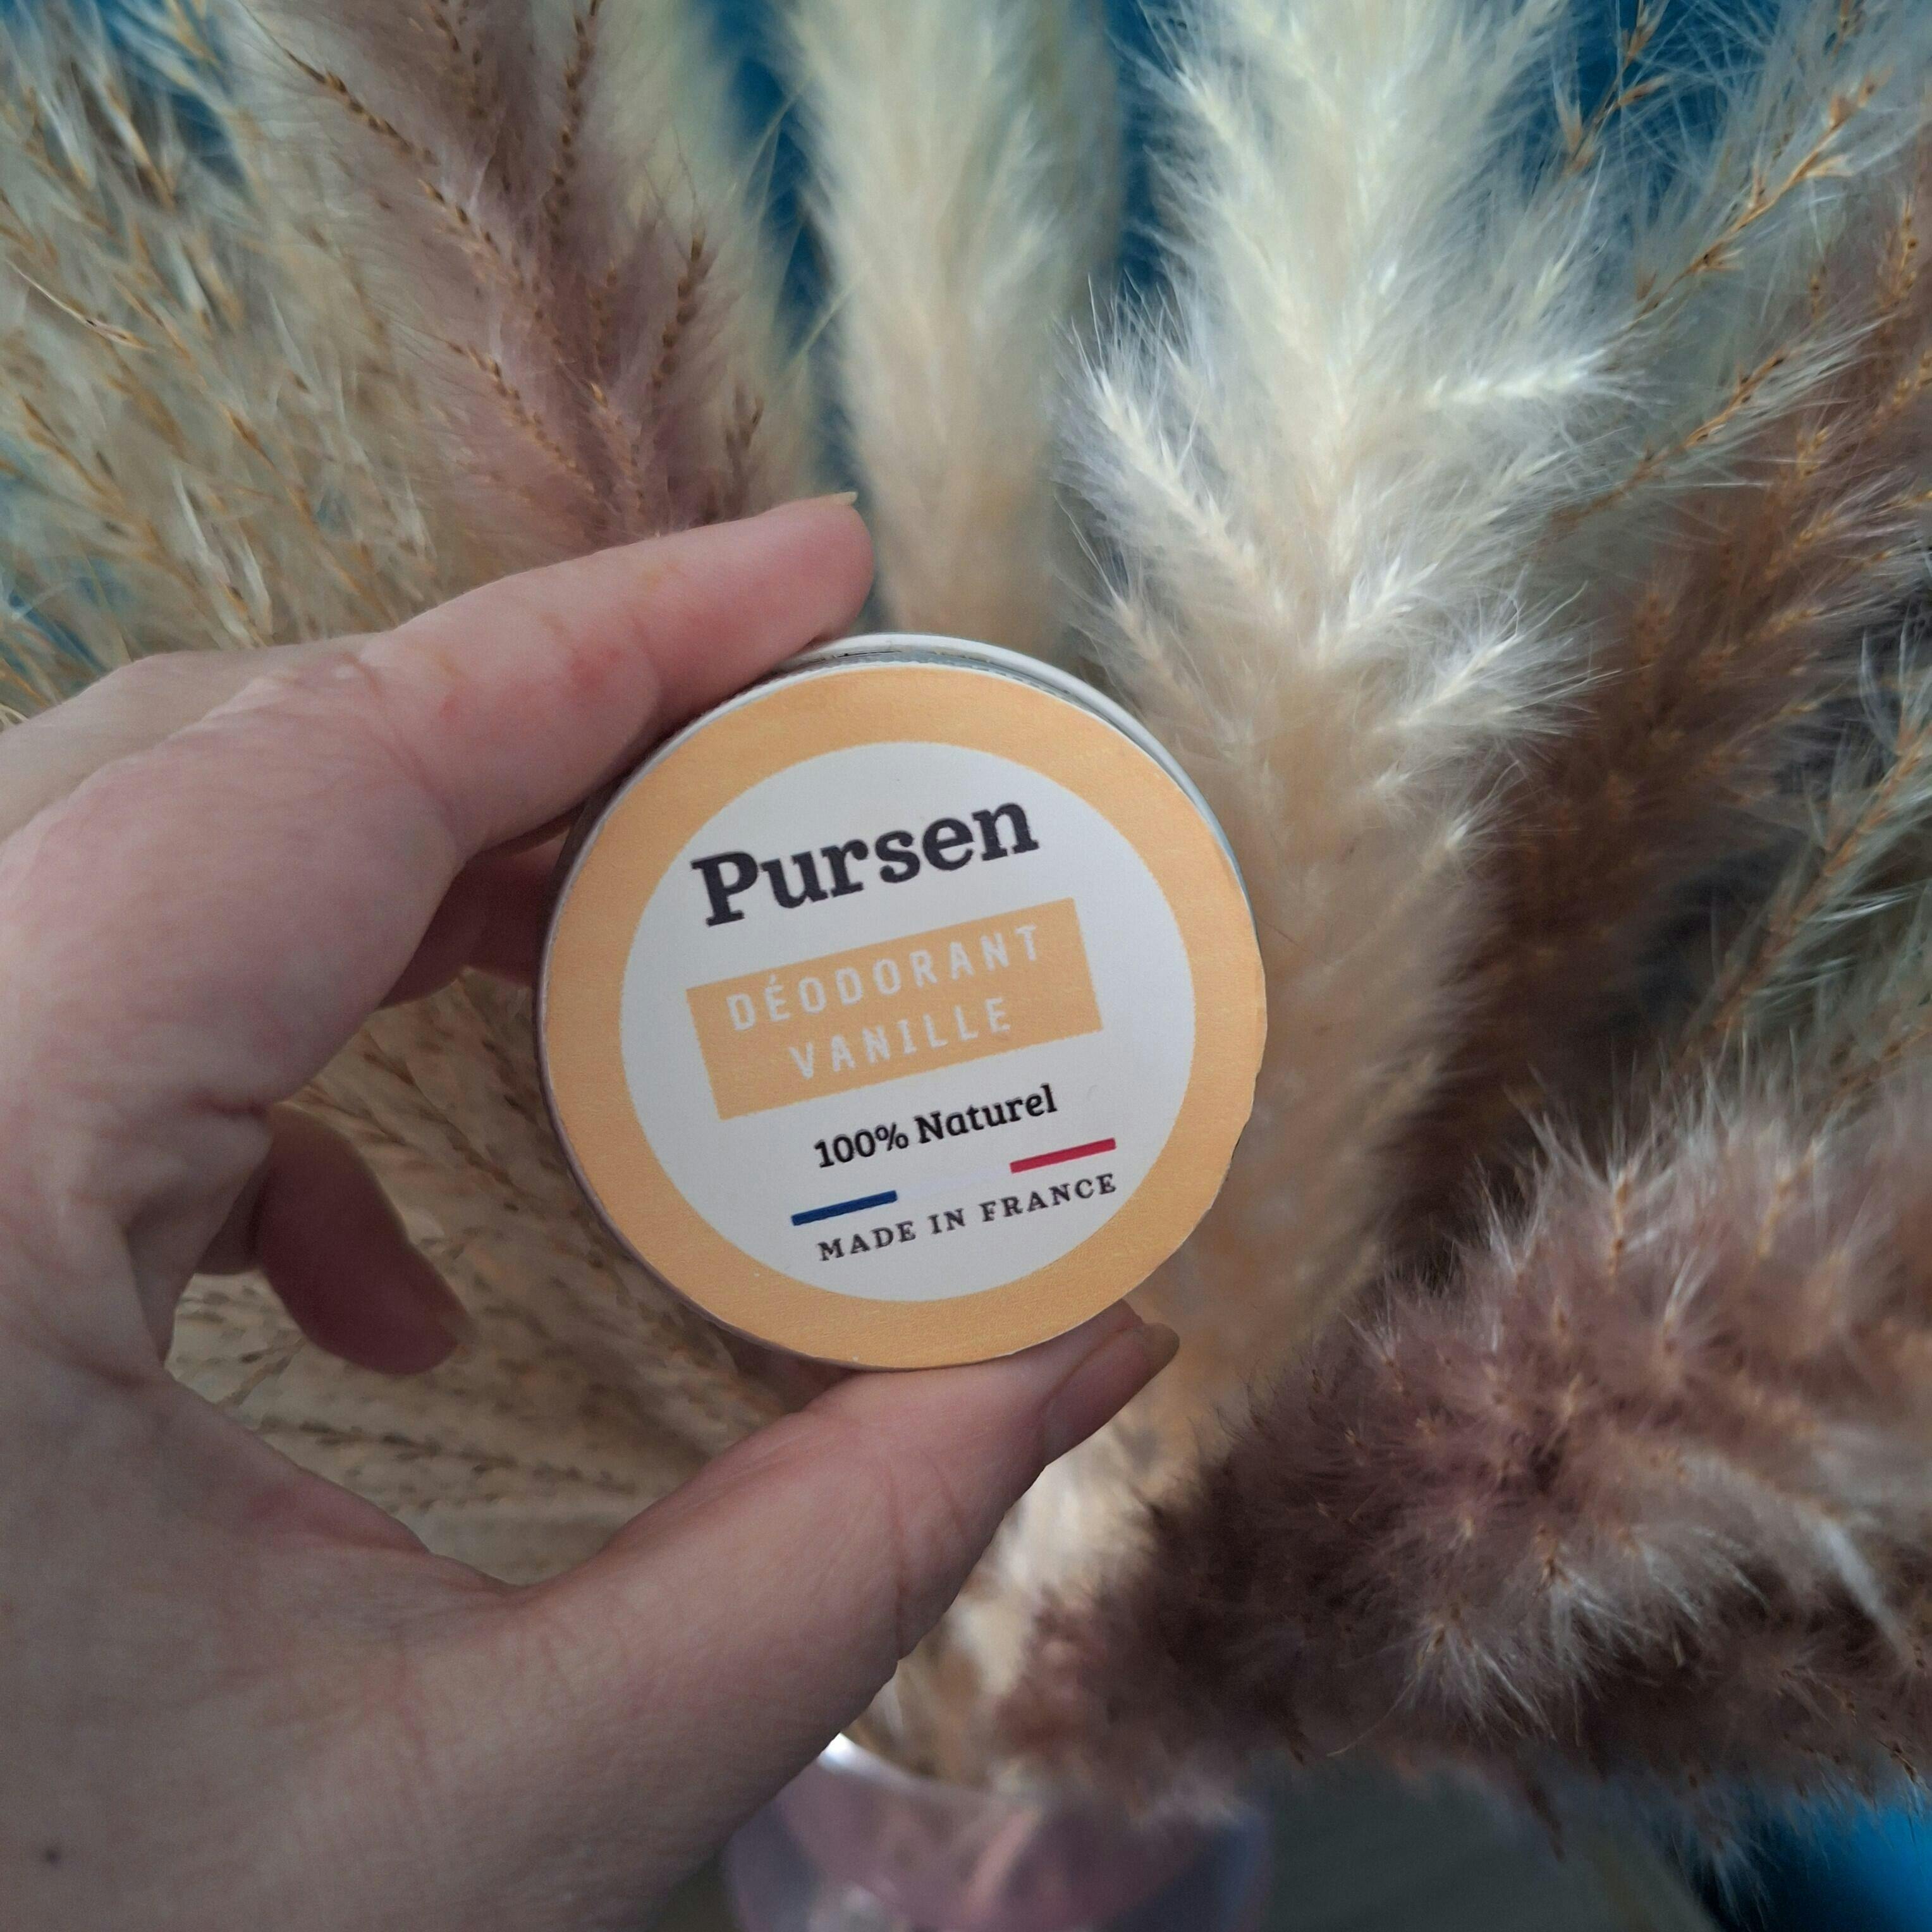 Pursen
DÉODORANT
VANILLE
100% Naturel
MADE IN FRANCE